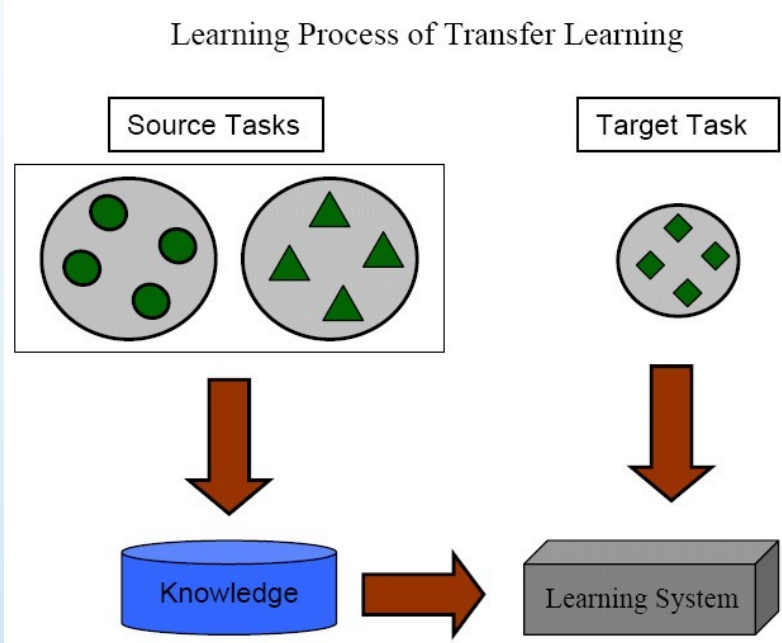 Learning Process of Transfer Learning
Source Tasks
Target Task
Knowledge
Learning System